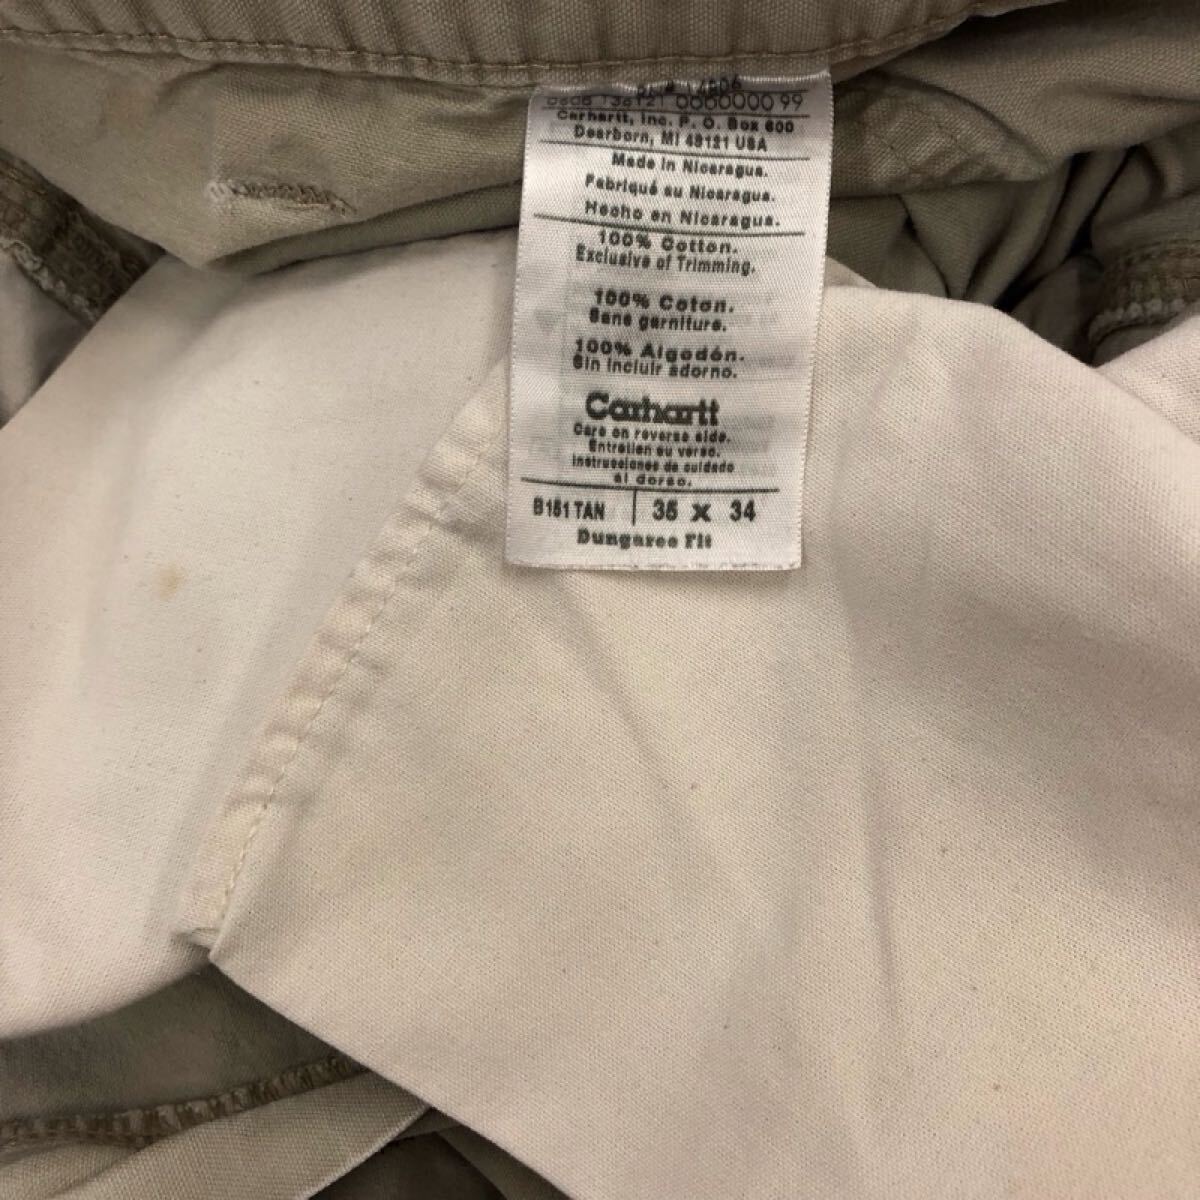 Carhartt, Inc. P. O. Box 600
Dearborn, MI 48121 USA
Made in Nicaragua.
Fabriqué au Nicaragua.
Hecho en Nicaragua.
100% Cotton.
Exclusive of Trimming.
100% Coton.
Sans garniture.
100% Algodón.
Sin incluir adorno.
Carhartt
Care on reverse side.
Entretien au verso.
Instrucciones de cuidado
al dorso.
B151 TAN 35 x 34
Dungaree Fit